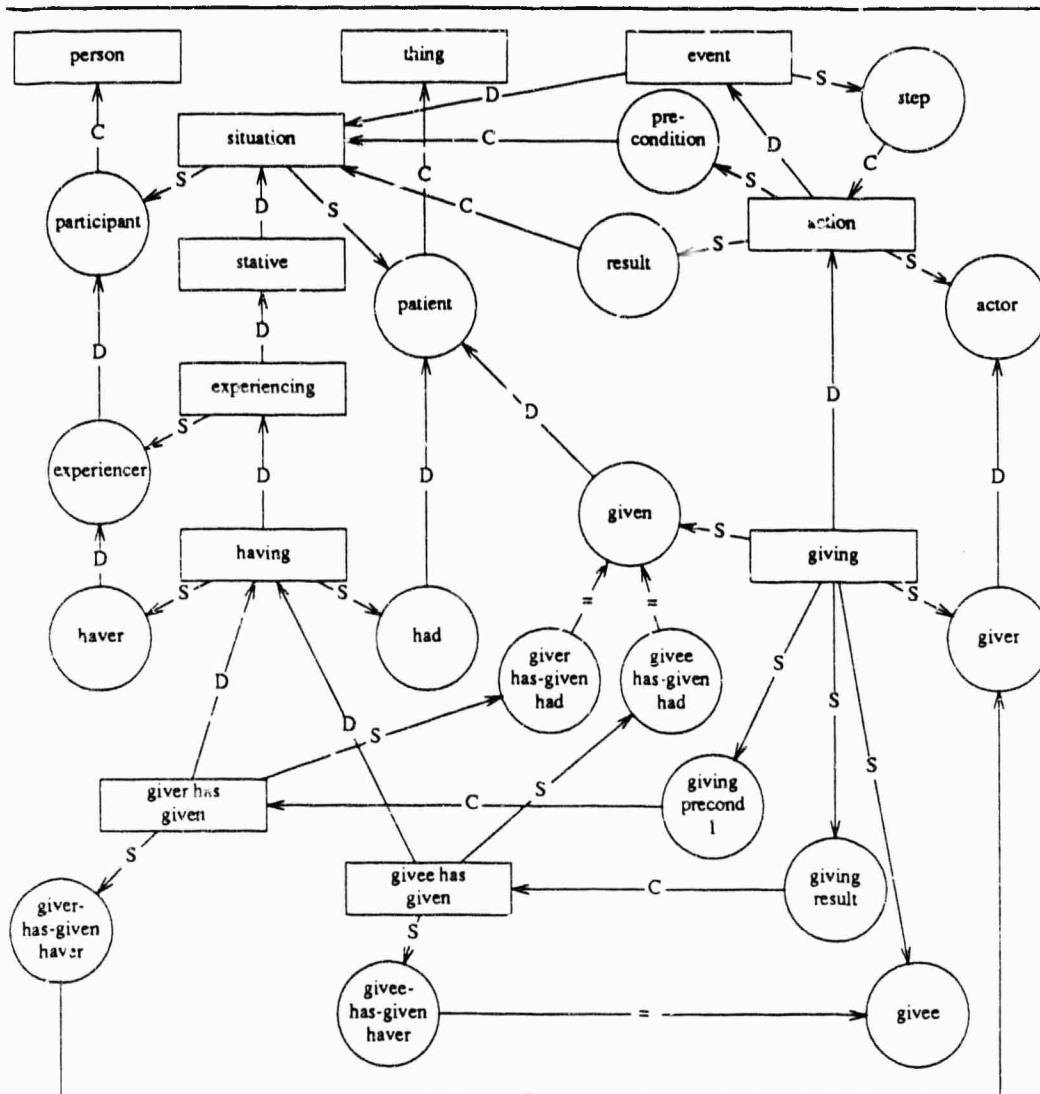 person
thing
event
S
step
D
situation
pre-
condition
C
C
D
C
S
C
S
S
participant
D
S
C
action
stative
result
S
S
patient
actor
D
D
experiencing
D
D
S
experiencer
D
D
D
given
S
giving
D
having
S
S
S
haver
had
=
=
giver
has-given
had
givee
has-given
had
giver
D
S
S
D
S
S
S
giver has
given
C
giving
precond
1
S
givee has
given
C
giving
result
S
giver-
has-given
haver
S
givee-
has-given
haver
=
givee